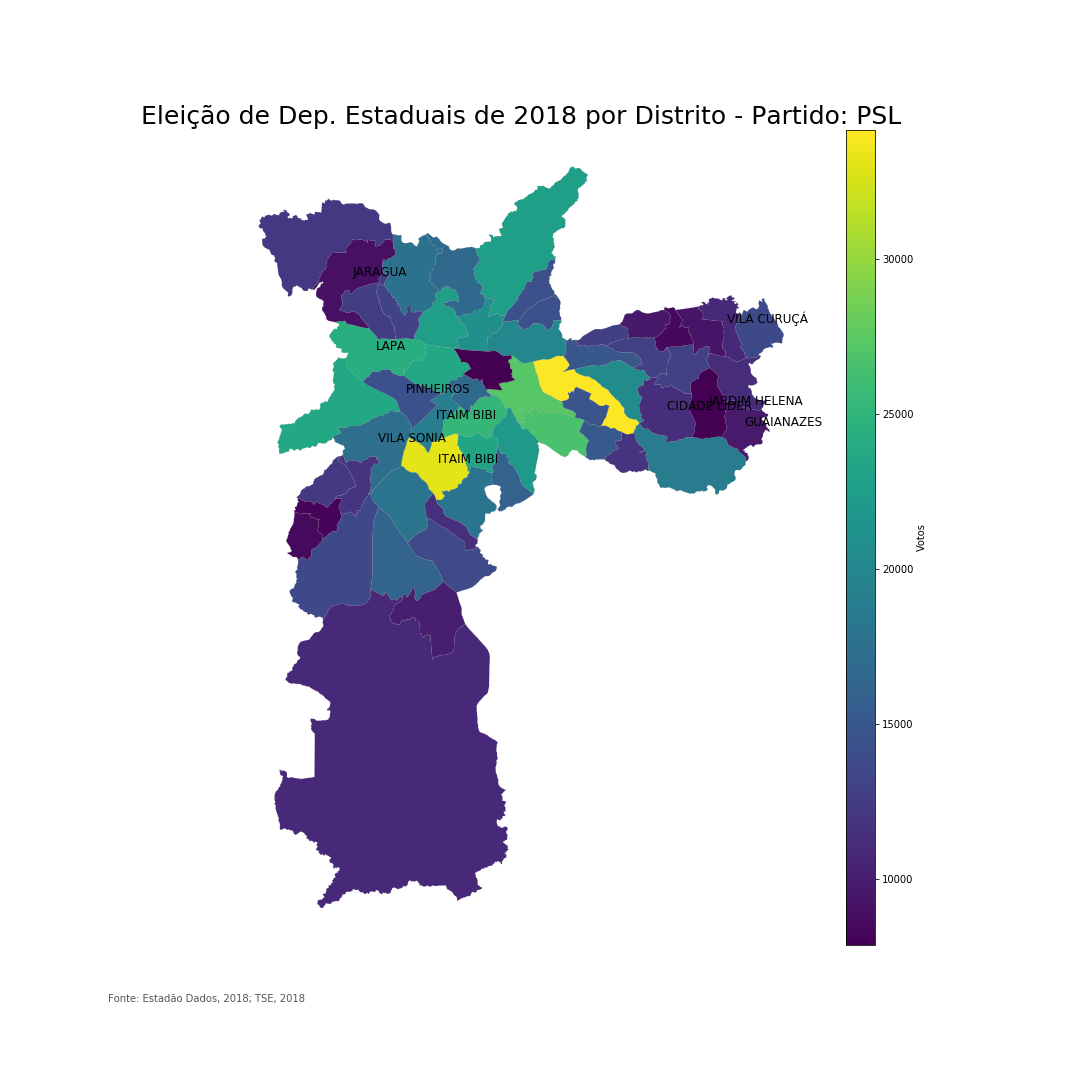 Eleição de Dep. Estaduais de 2018 por Distrito - Partido: PSL
JARAGUA
LAPA
PINHEIROS
ITAIM BIBI
VILA SONIA
ITAIM BIBI
VILA CURUÇÁ
JARDIM HELENA
CIDADE LIDER
GUAIANAZES
30000
25000
20000
15000
10000
Votos
Fonte: Estadão Dados, 2018; TSE, 2018